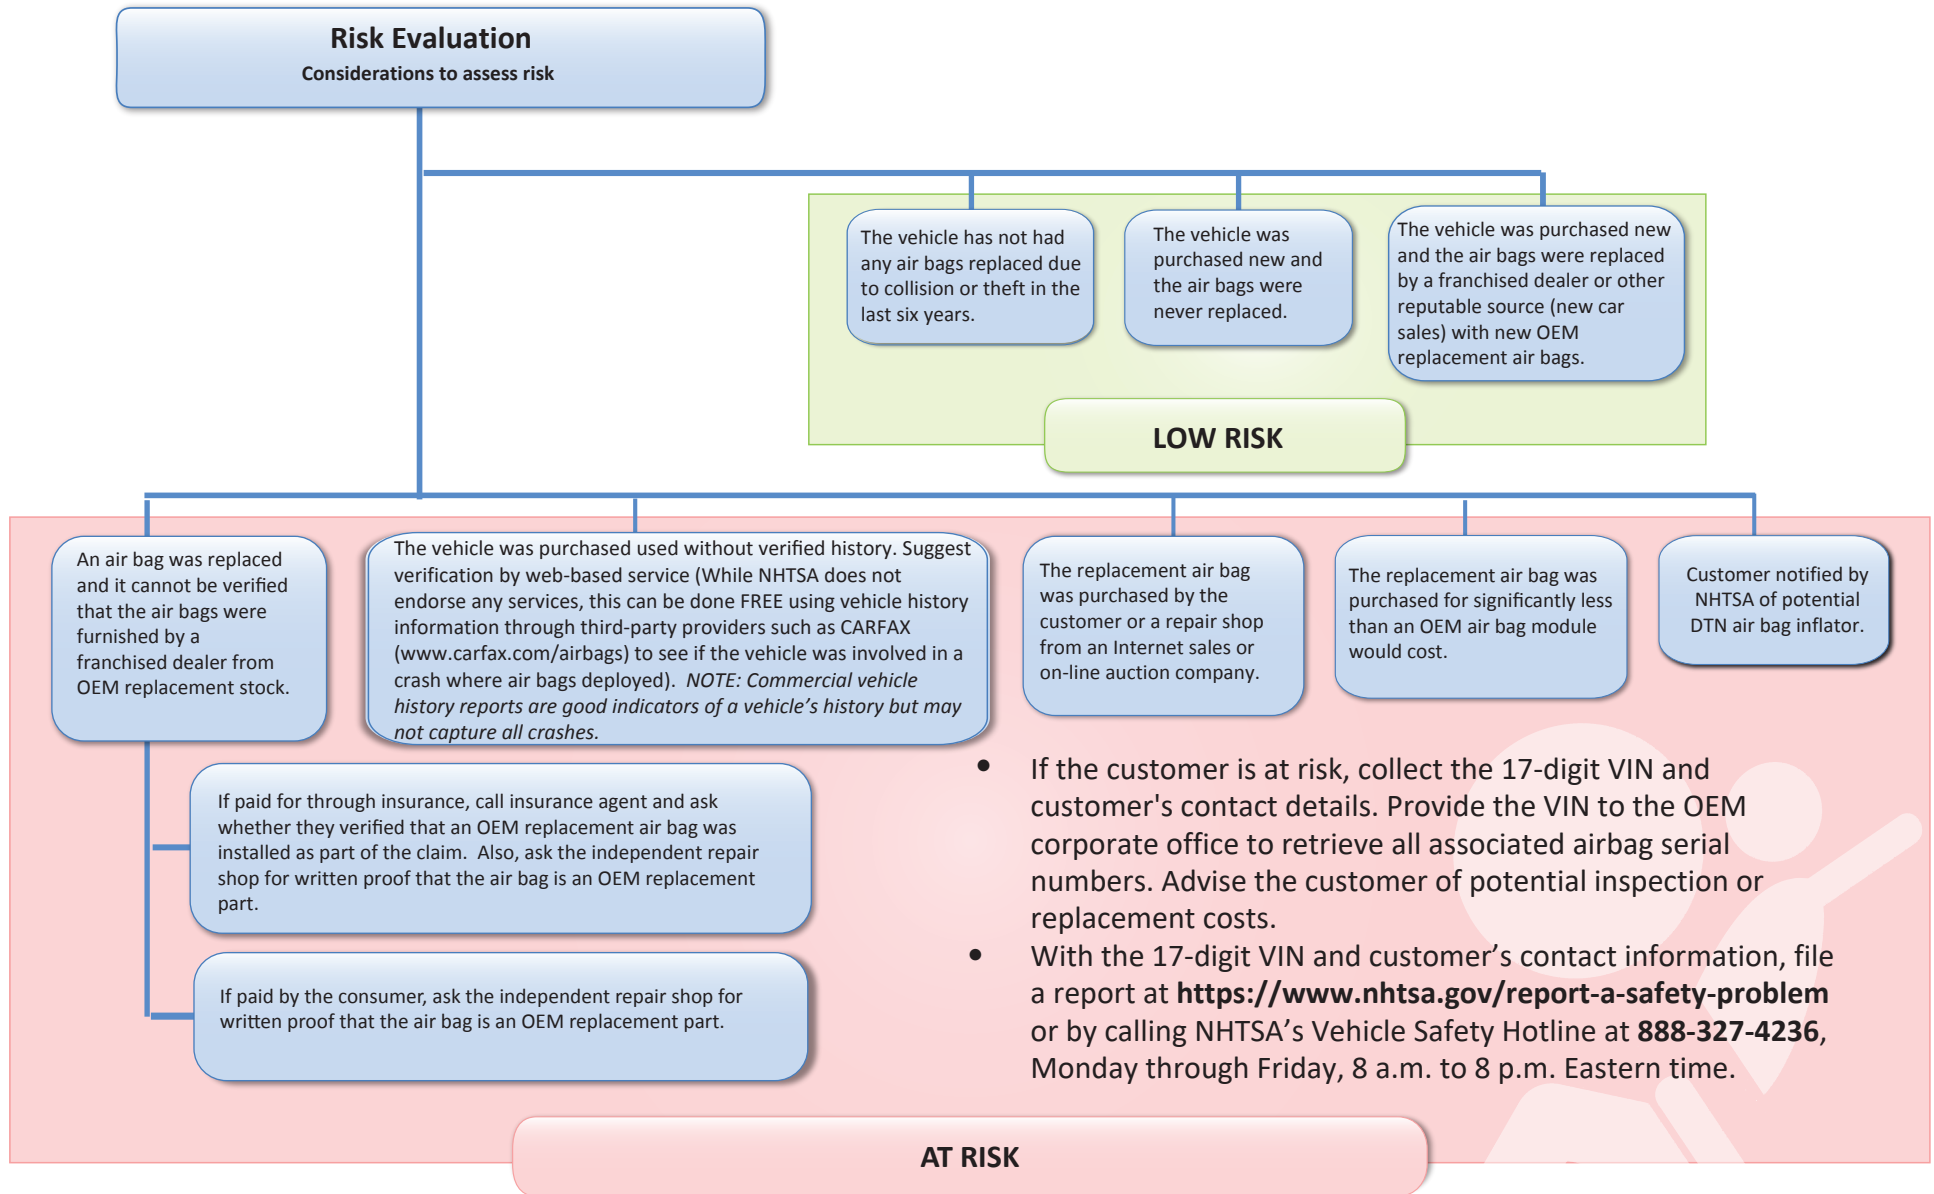 Risk Evaluation
Considerations to assess risk
The vehicle has not had
any air bags replaced due
to collision or theft in the
last six years.
The vehicle was
purchased new and
the air bags were
never replaced.
The vehicle was purchased new
and the air bags were replaced
by a franchised dealer or other
reputable source (new car
sales) with new OEM
replacement air bags.
LOW RISK
An air bag was replaced
and it cannot be verified
that the air bags were
furnished by a
franchised dealer from
OEM replacement stock.
The vehicle was purchased used without verified history. Suggest
verification by web-based service (While NHTSA does not
endorse any services, this can be done FREE using vehicle history
information through third-party providers such as CARFAX
(www.carfax.com/airbags) to see if the vehicle was involved in a
crash where air bags deployed). NOTE: Commercial vehicle
history reports are good indicators of a vehicle’s history but may
not capture all crashes.
The replacement air bag
was purchased by the
customer or a repair shop
from an Internet sales or
on-line auction company.
The replacement air bag was
purchased for significantly less
than an OEM air bag module
would cost.
Customer notified by
NHTSA of potential
DTN air bag inflator.
If paid for through insurance, call insurance agent and ask
whether they verified that an OEM replacement air bag was
installed as part of the claim. Also, ask the independent repair
shop for written proof that the air bag is an OEM replacement
part.
If paid by the consumer, ask the independent repair shop for
written proof that the air bag is an OEM replacement part.
• If the customer is at risk, collect the 17-digit VIN and
customer's contact details. Provide the VIN to the OEM
corporate office to retrieve all associated airbag serial
numbers. Advise the customer of potential inspection or
replacement costs.
• With the 17-digit VIN and customer’s contact information, file
a report at https://www.nhtsa.gov/report-a-safety-problem
or by calling NHTSA’s Vehicle Safety Hotline at 888-327-4236,
Monday through Friday, 8 a.m. to 8 p.m. Eastern time.
AT RISK